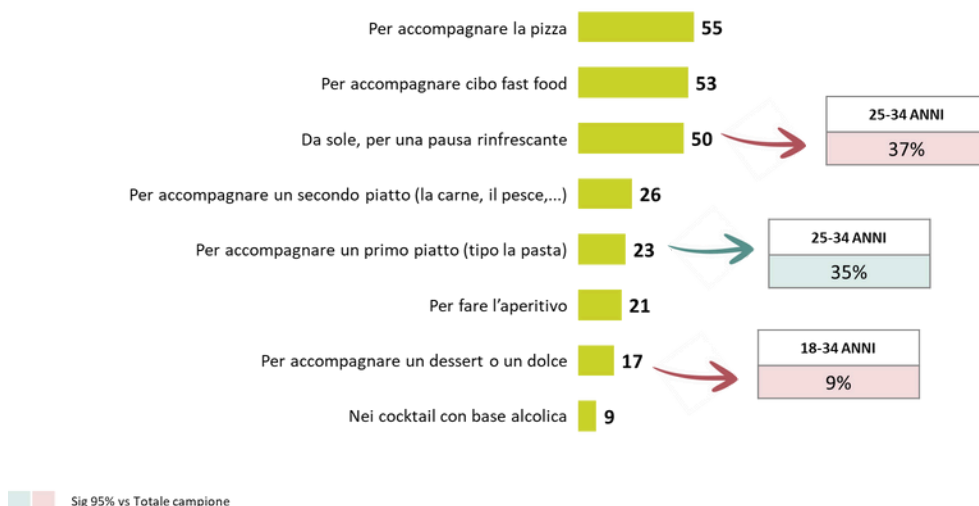 Per accompagnare la pizza 55
Per accompagnare cibo fast food 53
Da sole, per una pausa rinfrescante 50
25-34 ANNI
37%
Per accompagnare un secondo piatto (la carne, il pesce,...) 26
Per accompagnare un primo piatto (tipo la pasta) 23
25-34 ANNI
35%
Per fare l’aperitivo 21
Per accompagnare un dessert o un dolce 17
18-34 ANNI
9%
Nei cocktail con base alcolica 9
Sig 95% vs Totale campione